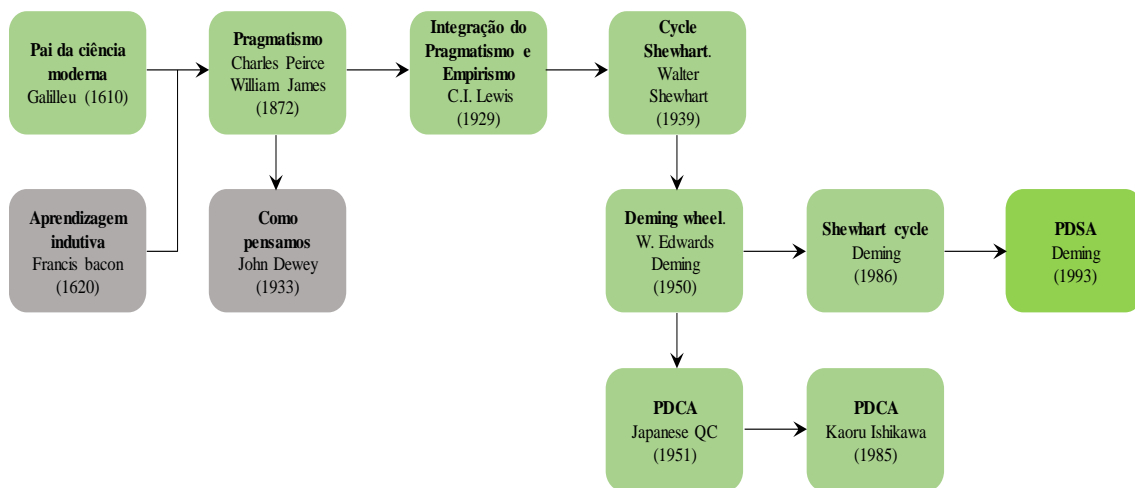 Pai da ciência
moderna
Galilleu (1610)
Pragmatismo
Charles Peirce
William James
(1872)
Integração do
Pragmatismo e
Empirismo
C.I. Lewis
(1929)
Cycle
Shewhart.
Walter
Shewhart
(1939)
Aprendizagem
indutiva
Francis bacon
(1620)
Como
pensamos
John Dewey
(1933)
Deming wheel.
W. Edwards
Deming
(1950)
Shewhart cycle
Deming
(1986)
PDSA
Deming
(1993)
PDCA
Japanese QC
(1951)
PDCA
Kaoru Ishikawa
(1985)